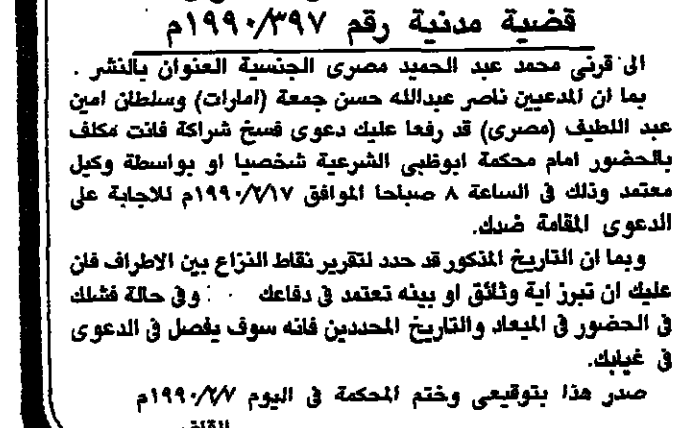 قضية مدنية رقم ١٩٩٠/٣٩٧م
الى قرنى محمد عبد الحميد مصرى الجنسية العنوان بالنشر .
بما ان المدعيين ناصر عبدالله حسن جمعة (امارات) وسلطان امين
عبد اللطيف (مصرى) قد رفعا عليك دعوى فسخ شراكة فانت مكلف
بالحضور امام محكمة ابوظبى الشرعية شخصيا او بواسطة وكيل
معتمد وذلك فى الساعة ٨ صباحا الموافق ١٩٩٠/٢/١٧م للاجابة على
الدعوى المقامة ضدك.
وبما ان التاريخ المذكور قد حدد لتقرير نقاط النزاع بين الاطراف فان
عليك ان تبرز أية وثائق او بينه تعتمد فى دفاعك . : وفى حالة فشلك
فى الحضور فى الميعاد والتاريخ المحددين فانه سوف يفصل فى الدعوى
فى غيابك.
صدر هذا بتوقيعى وختم المحكمة فى اليوم ١٩٩٠/٢/٧م